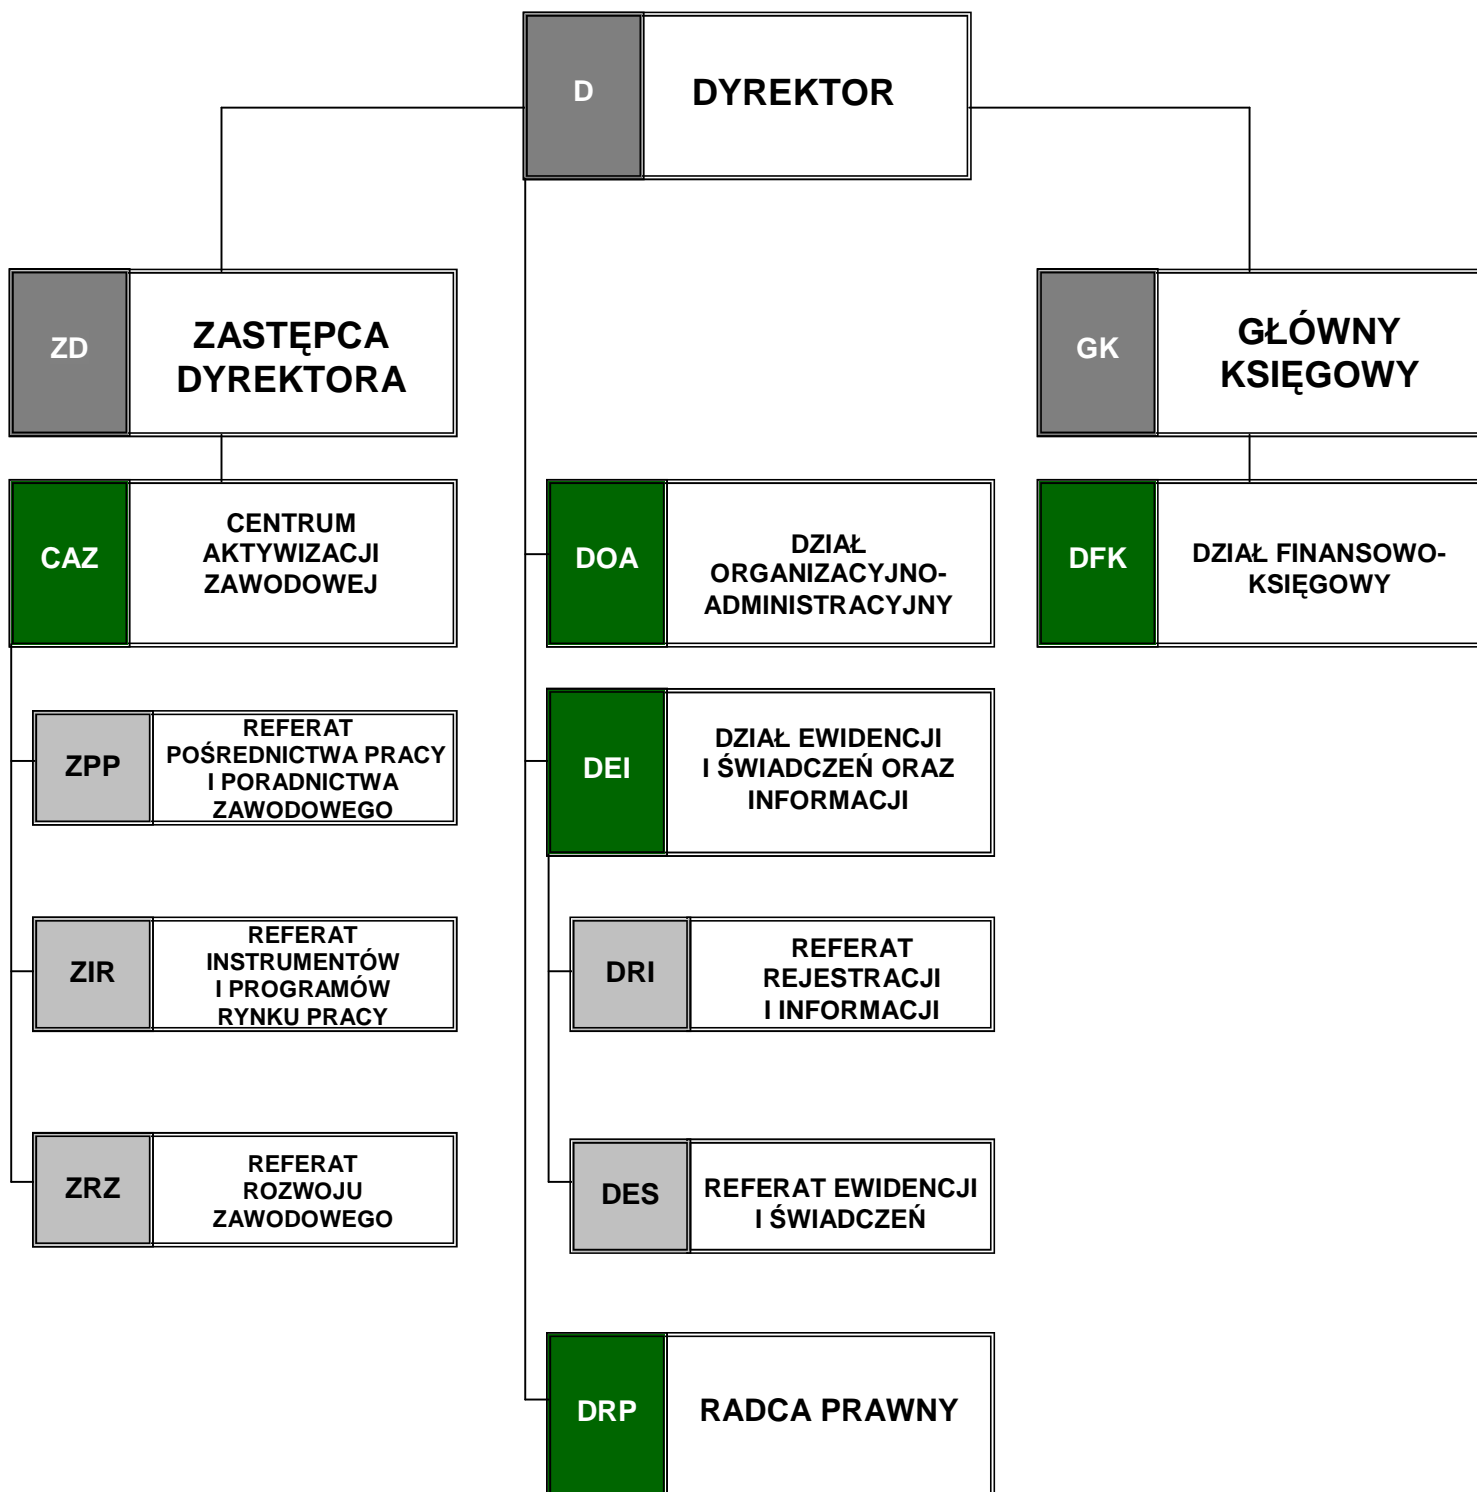 D
DYREKTOR
ZD
ZASTĘPCA
DYREKTORA
GK
GŁÓWNY
KSIĘGOWY
CAZ
CENTRUM
AKTYWIZACJI
ZAWODOWEJ
DOA
DZIAŁ
ORGANIZACYJNO-
ADMINISTRACYJNY
DFK
DZIAŁ FINANSOWO-
KSIĘGOWY
ZPP
REFERAT
POŚREDNICTWA PRACY
I PORADNICTWA
ZAWODOWEGO
DEI
DZIAŁ EWIDENCJI
I ŚWIADCZEŃ ORAZ
INFORMACJI
ZIR
REFERAT
INSTRUMENTÓW
I PROGRAMÓW
RYNKU PRACY
DRI
REFERAT
REJESTRACJI
I INFORMACJI
ZRZ
REFERAT
ROZWOJU
ZAWODOWEGO
DES
REFERAT EWIDENCJI
I ŚWIADCZEŃ
DRP
RADCA PRAWNY